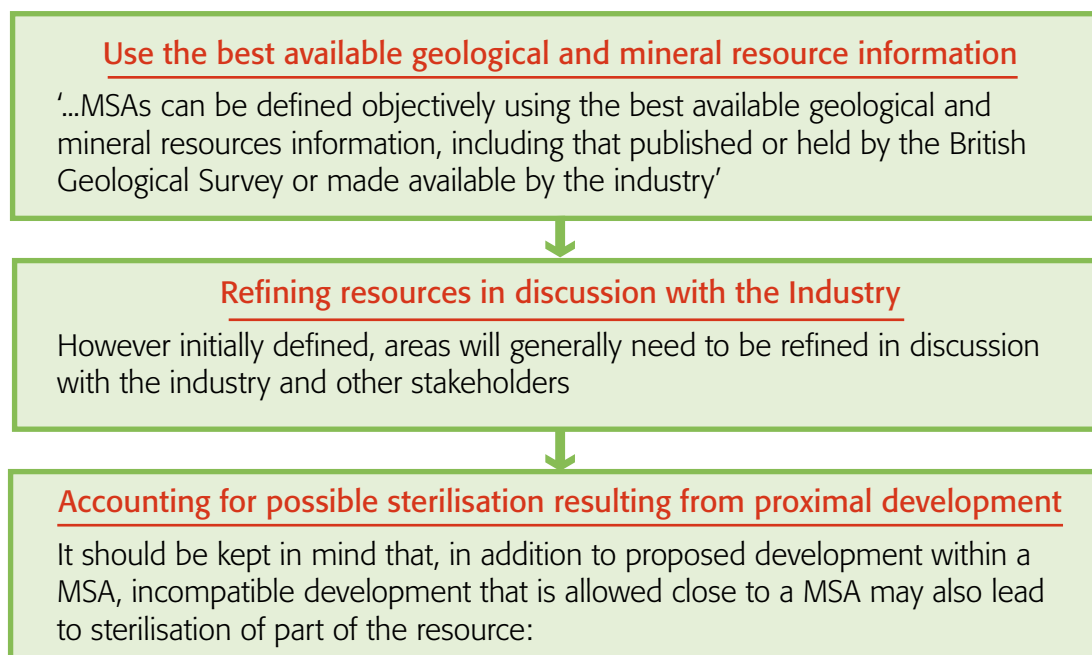 Use the best available geological and mineral resource information
‘...MSAs can be defined objectively using the best available geological and
mineral resources information, including that published or held by the British
Geological Survey or made available by the industry’
Refining resources in discussion with the Industry
However initially defined, areas will generally need to be refined in discussion
with the industry and other stakeholders
Accounting for possible sterilisation resulting from proximal development
It should be kept in mind that, in addition to proposed development within a
MSA, incompatible development that is allowed close to a MSA may also lead
to sterilisation of part of the resource: